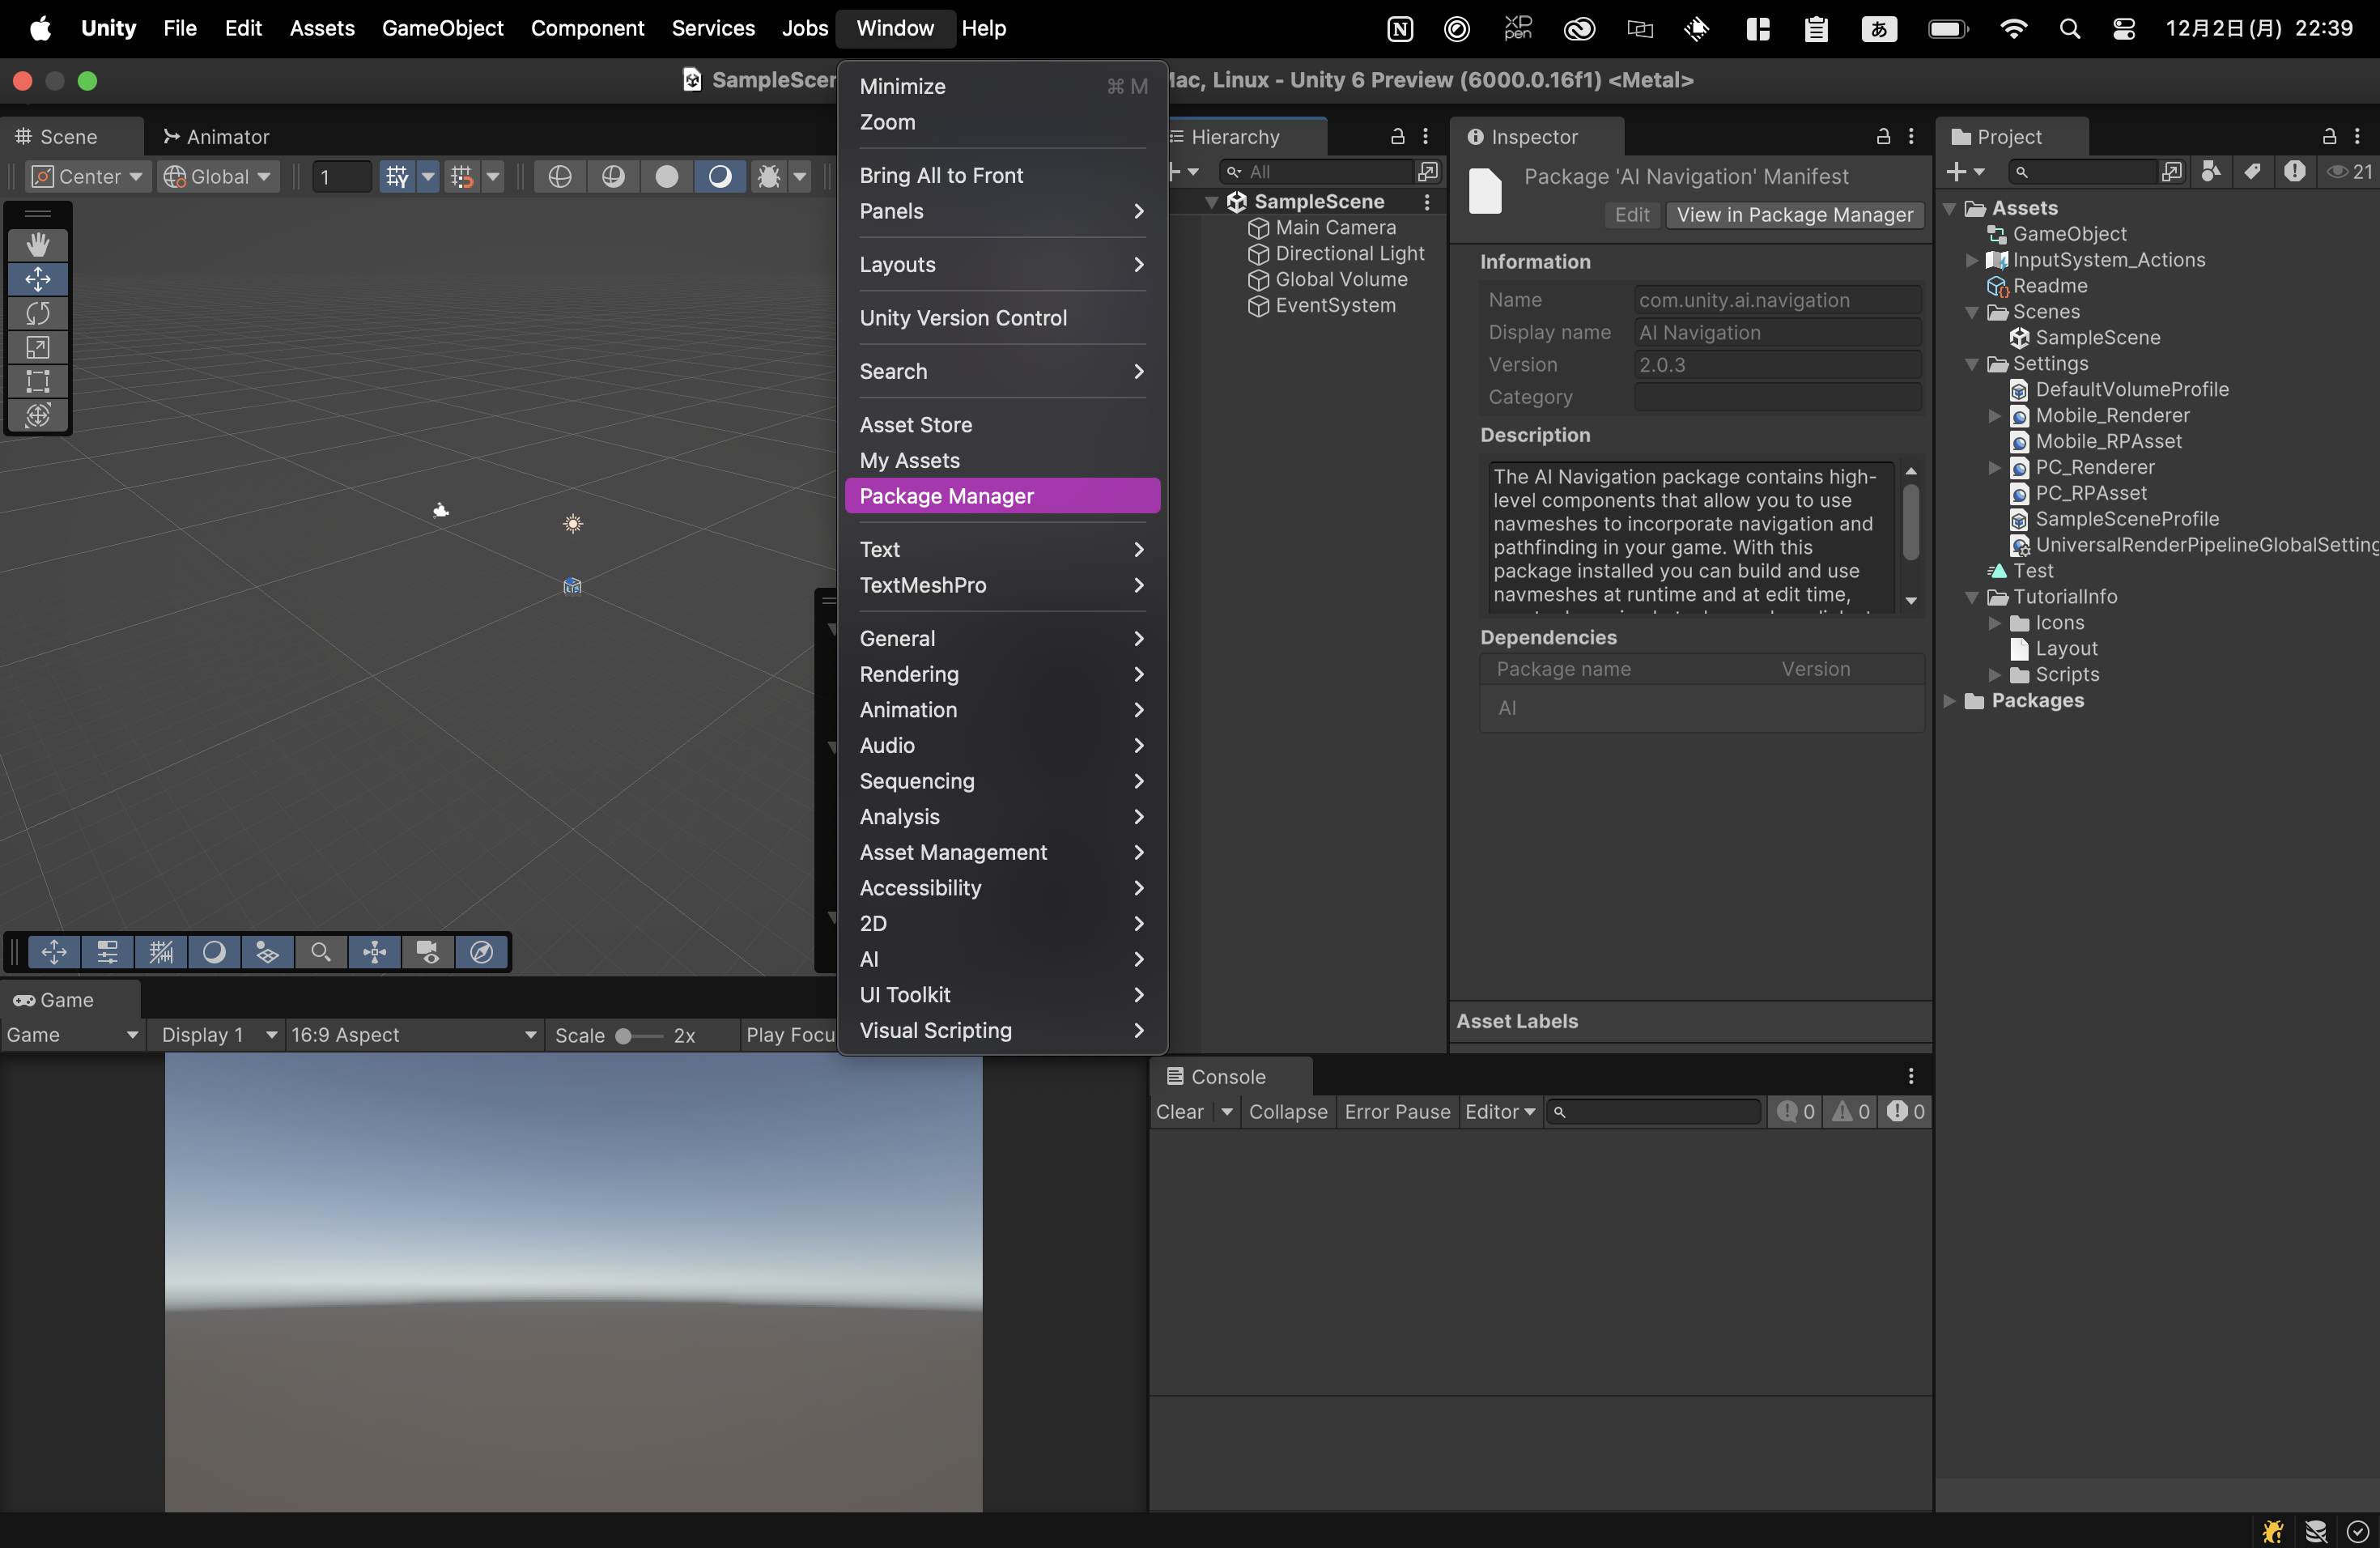 Unity File Edit Assets GameObject Component Services Jobs Window Help
N
XP
pen
あ
12月2日(月) 22:39
Mac, Linux - Unity 6 Preview (6000.0.16f1) <Metal>
Scene
Animator
Center
Global
1
Minimize ⌘ M
Zoom
Bring All to Front
Panels
Layouts
Unity Version Control
Search
Asset Store
My Assets
Package Manager
Text
TextMeshPro
General
Rendering
Animation
Audio
Sequencing
Analysis
Asset Management
Accessibility
2D
AI
UI Toolkit
Visual Scripting
Hierarchy
All
SampleScene
Main Camera
Directional Light
Global Volume
EventSystem
Inspector
Package 'AI Navigation' Manifest
Edit View in Package Manager
Information
Name com.unity.ai.navigation
Display name AI Navigation
Version 2.0.3
Category
Description
The AI Navigation package contains high-
level components that allow you to use
navmeshes to incorporate navigation and
pathfinding in your game. With this
package installed you can build and use
navmeshes at runtime and at edit time,
Dependencies
Package name Version
AI
Asset Labels
Project
21
Assets
GameObject
InputSystem_Actions
Readme
Scenes
SampleScene
Settings
DefaultVolumeProfile
Mobile_Renderer
Mobile_RPAsset
PC_Renderer
PC_RPAsset
SampleSceneProfile
UniversalRenderPipelineGlobalSetting
Test
TutorialInfo
Icons
Layout
Scripts
Packages
Game
Game Display 1 16:9 Aspect Scale 2x Play Focu
Console
Clear Collapse Error Pause Editor 0 0 0